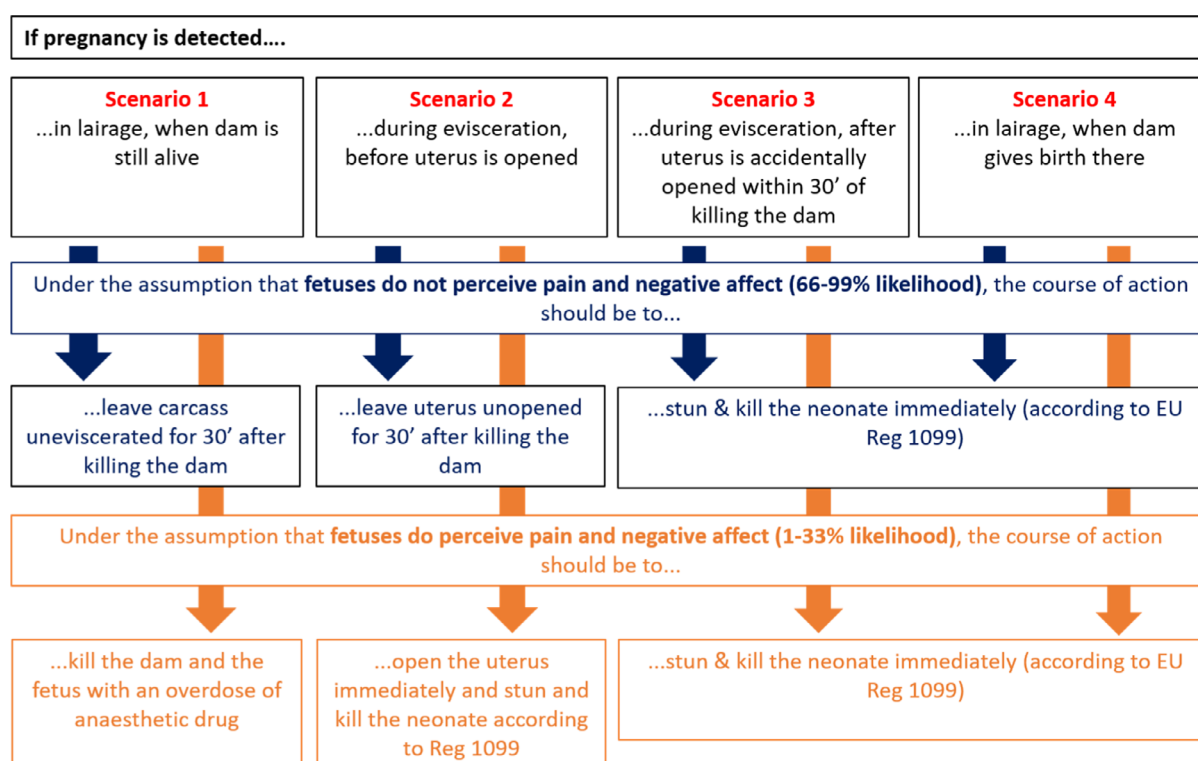 If pregnancy is detected….
Scenario 1
...in lairage, when dam is
still alive
Scenario 2
...during evisceration,
before uterus is opened
Scenario 3
...during evisceration, after
uterus is accidentally
opened within 30’ of
killing the dam
Scenario 4
...in lairage, when dam
gives birth there
Under the assumption that fetuses do not perceive pain and negative affect (66-99% likelihood), the course of action
should be to...
...leave carcass
uneviscerated for 30’ after
killing the dam
...leave uterus unopened
for 30’ after killing the
dam
...stun & kill the neonate immediately (according to EU
Reg 1099)
Under the assumption that fetuses do perceive pain and negative affect (1-33% likelihood), the course of action
should be to...
...kill the dam and the
fetus with an overdose of
anaesthetic drug
...open the uterus
immediately and stun and
kill the neonate according
to Reg 1099
...stun & kill the neonate immediately (according to EU
Reg 1099)